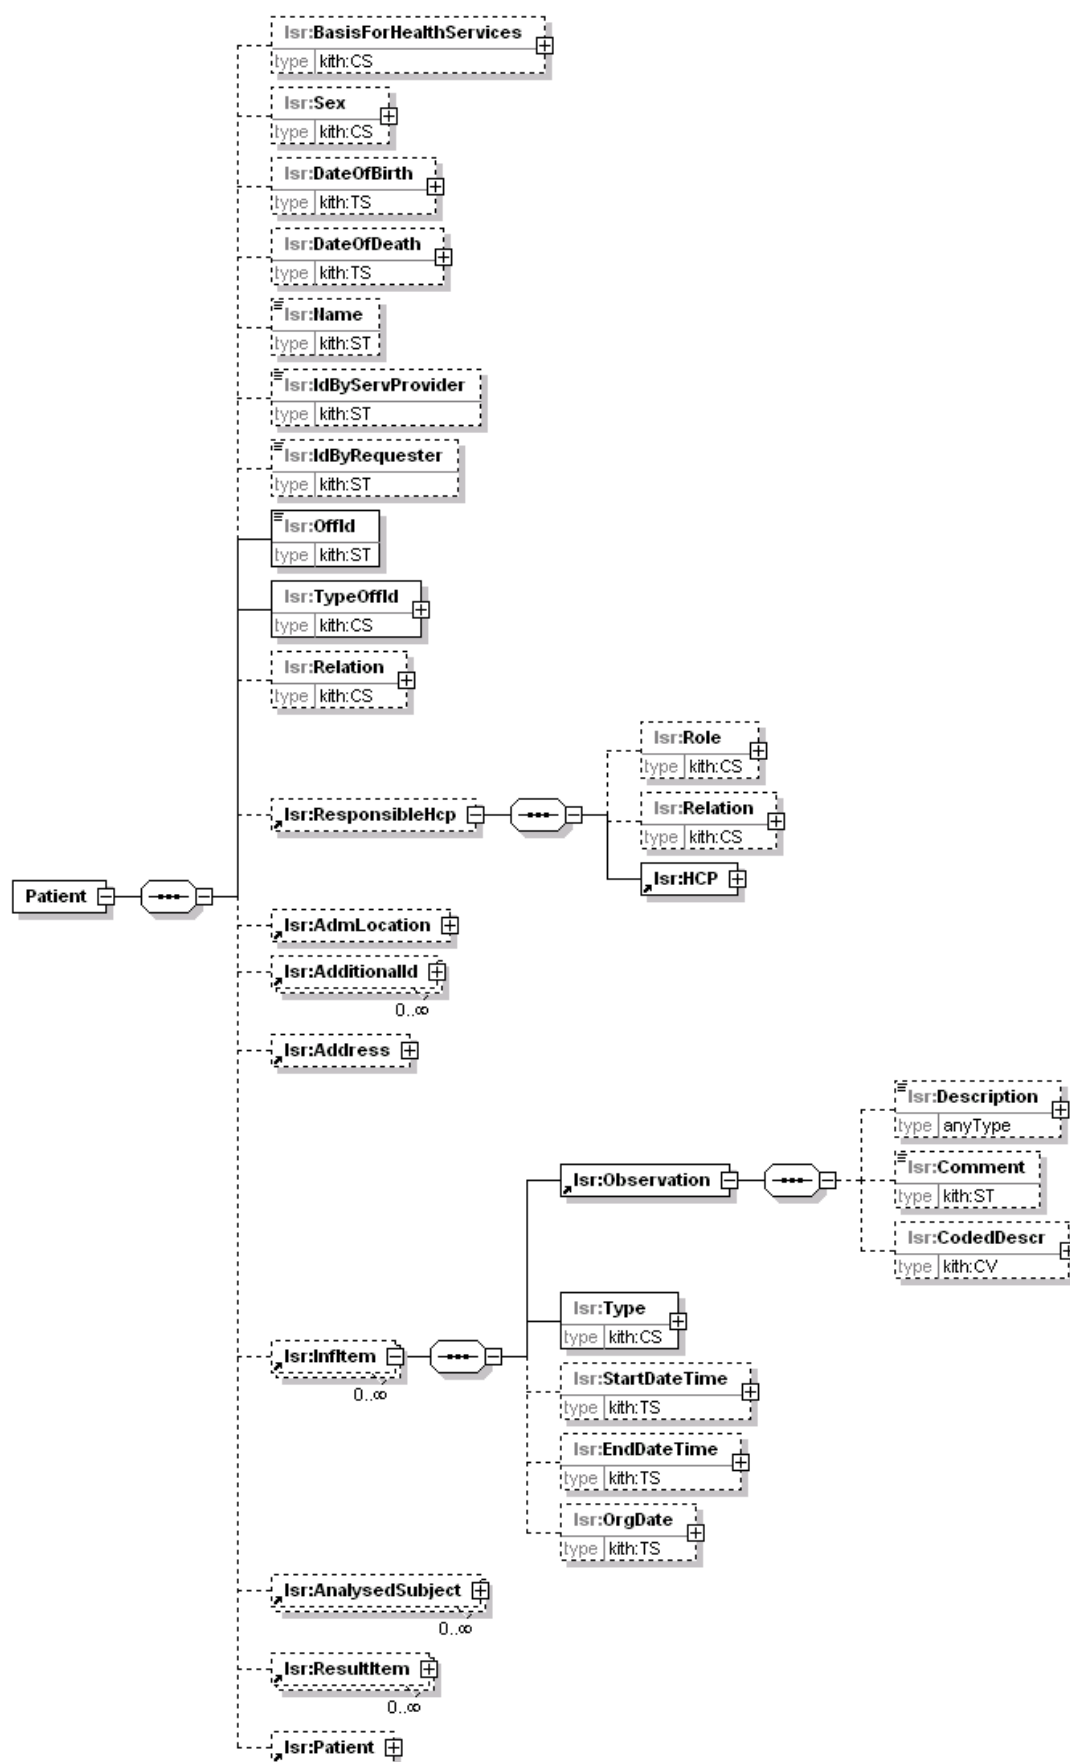 lsr:BasisForHealthServices
type kith:CS
lsr:Sex
type kith:CS
lsr:DateOfBirth
type kith:TS
lsr:DateOfDeath
type kith:TS
lsr:Name
type kith:ST
lsr:IdByServProvider
type kith:ST
lsr:IdByRequester
type kith:ST
lsr:OffId
type kith:ST
lsr:TypeOffId
type kith:CS
lsr:Relation
type kith:CS
lsr:Role
type kith:CS
lsr:ResponsibleHcp
lsr:Relation
type kith:CS
lsr:HCP
Patient
lsr:AdmLocation
lsr:AdditionalId
0..∞
lsr:Address
lsr:Description
type anyType
lsr:Observation
lsr:Comment
type kith:ST
lsr:CodedDescr
type kith:CV
lsr:Type
type kith:CS
lsr:InfItem
0..∞
lsr:StartDateTime
type kith:TS
lsr:EndDateTime
type kith:TS
lsr:OrgDate
type kith:TS
lsr:AnalysedSubject
0..∞
lsr:ResultItem
0..∞
lsr:Patient